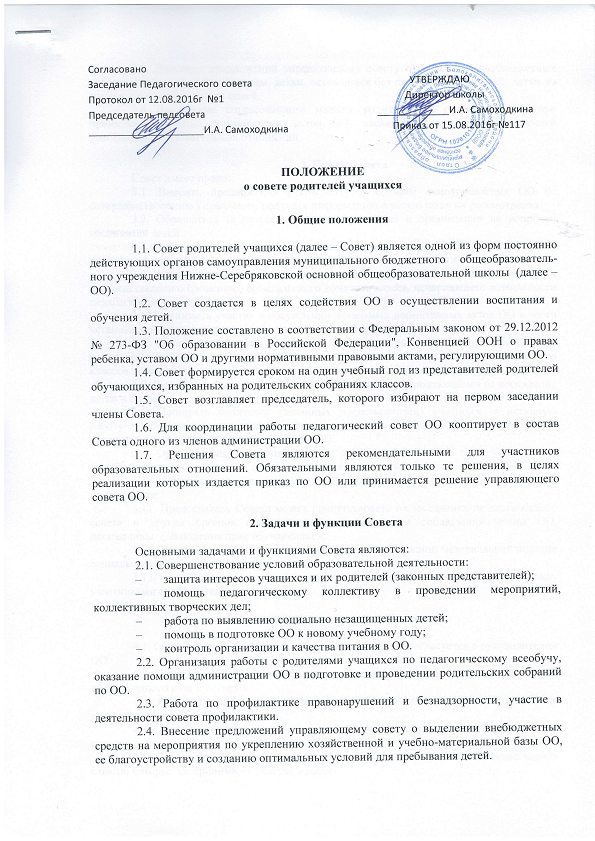 Согласовано
Заседание Педагогического совета
Протокол от 12.08.2016г №1
Председатель педсовета
И.А. Самоходкина
УТВЕРЖДАЮ
Директор школы
И.А. Самоходкина
Приказ от 15.08.2016г №117
ПОЛОЖЕНИЕ
о совете родителей учащихся
1. Общие положения
1.1. Совет родителей учащихся (далее – Совет) является одной из форм постоянно
действующих органов самоуправления муниципального бюджетного общеобразователь-
ного учреждения Нижне-Серебряковской основной общеобразовательной школы (далее –
ОО).
1.2. Совет создается в целях содействия ОО в осуществлении воспитания и
обучения детей.
1.3. Положение составлено в соответствии с Федеральным законом от 29.12.2012
№ 273-ФЗ "Об образовании в Российской Федерации", Конвенцией ООН о правах
ребенка, уставом ОО и другими нормативными правовыми актами, регулирующими ОО.
1.4. Совет формируется сроком на один учебный год из представителей родителей
обучающихся, избранных на родительских собраниях классов.
1.5. Совет возглавляет председатель, которого избирают на первом заседании
члены Совета.
1.6. Для координации работы педагогический совет ОО кооптирует в состав
Совета одного из членов администрации ОО.
1.7. Решения Совета являются рекомендательными для участников
образовательных отношений. Обязательными являются только те решения, в целях
реализации которых издается приказ по ОО или принимается решение управляющего
совета ОО.
2. Задачи и функции Совета
Основными задачами и функциями Совета являются:
2.1. Совершенствование условий образовательной деятельности:
– защита интересов учащихся и их родителей (законных представителей);
– помощь педагогическому коллективу в проведении мероприятий,
коллективных творческих дел;
– работа по выявлению социально незащищенных детей;
– помощь в подготовке ОО к новому учебному году;
– контроль организации и качества питания в ОО.
2.2. Организация работы с родителями учащихся по педагогическому всеобучу,
оказание помощи администрации ОО в подготовке и проведении родительских собраний
по ОО.
2.3. Работа по профилактике правонарушений и безнадзорности, участие в
деятельности совета профилактики.
2.4. Внесение предложений управляющему совету о выделении внебюджетных
средств на мероприятия по укреплению хозяйственной и учебно-материальной базы ОО,
ее благоустройству и созданию оптимальных условий для пребывания детей.